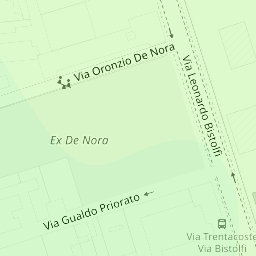 Via Oronzio De Nora
Via Leonardo Bistolfi
Ex De Nora
Via Gualdo Priorato
Via Trentacoste
Via Bistolfi